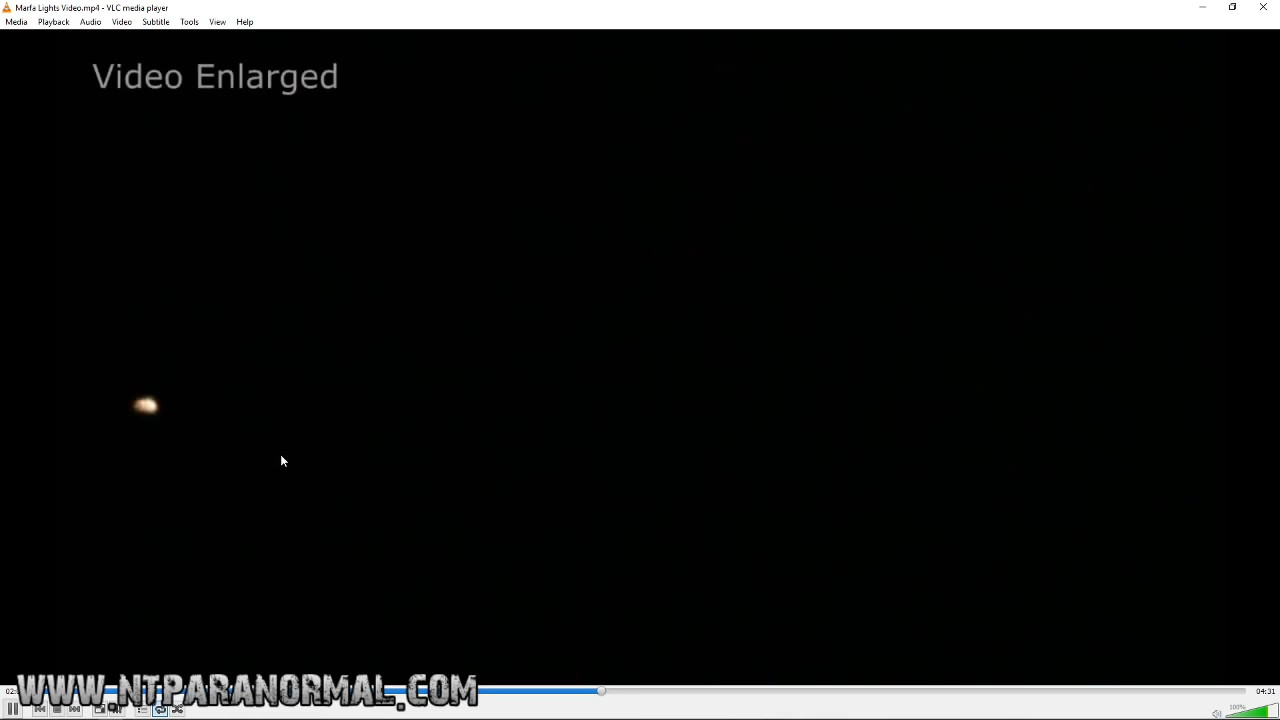 Marfa Lights Video.mp4 - VLC media player
Media Playback Audio Video Subtitle Tools View Help
Video Enlarged
WWW.NTPARANORMAL.COM
04:31
100%